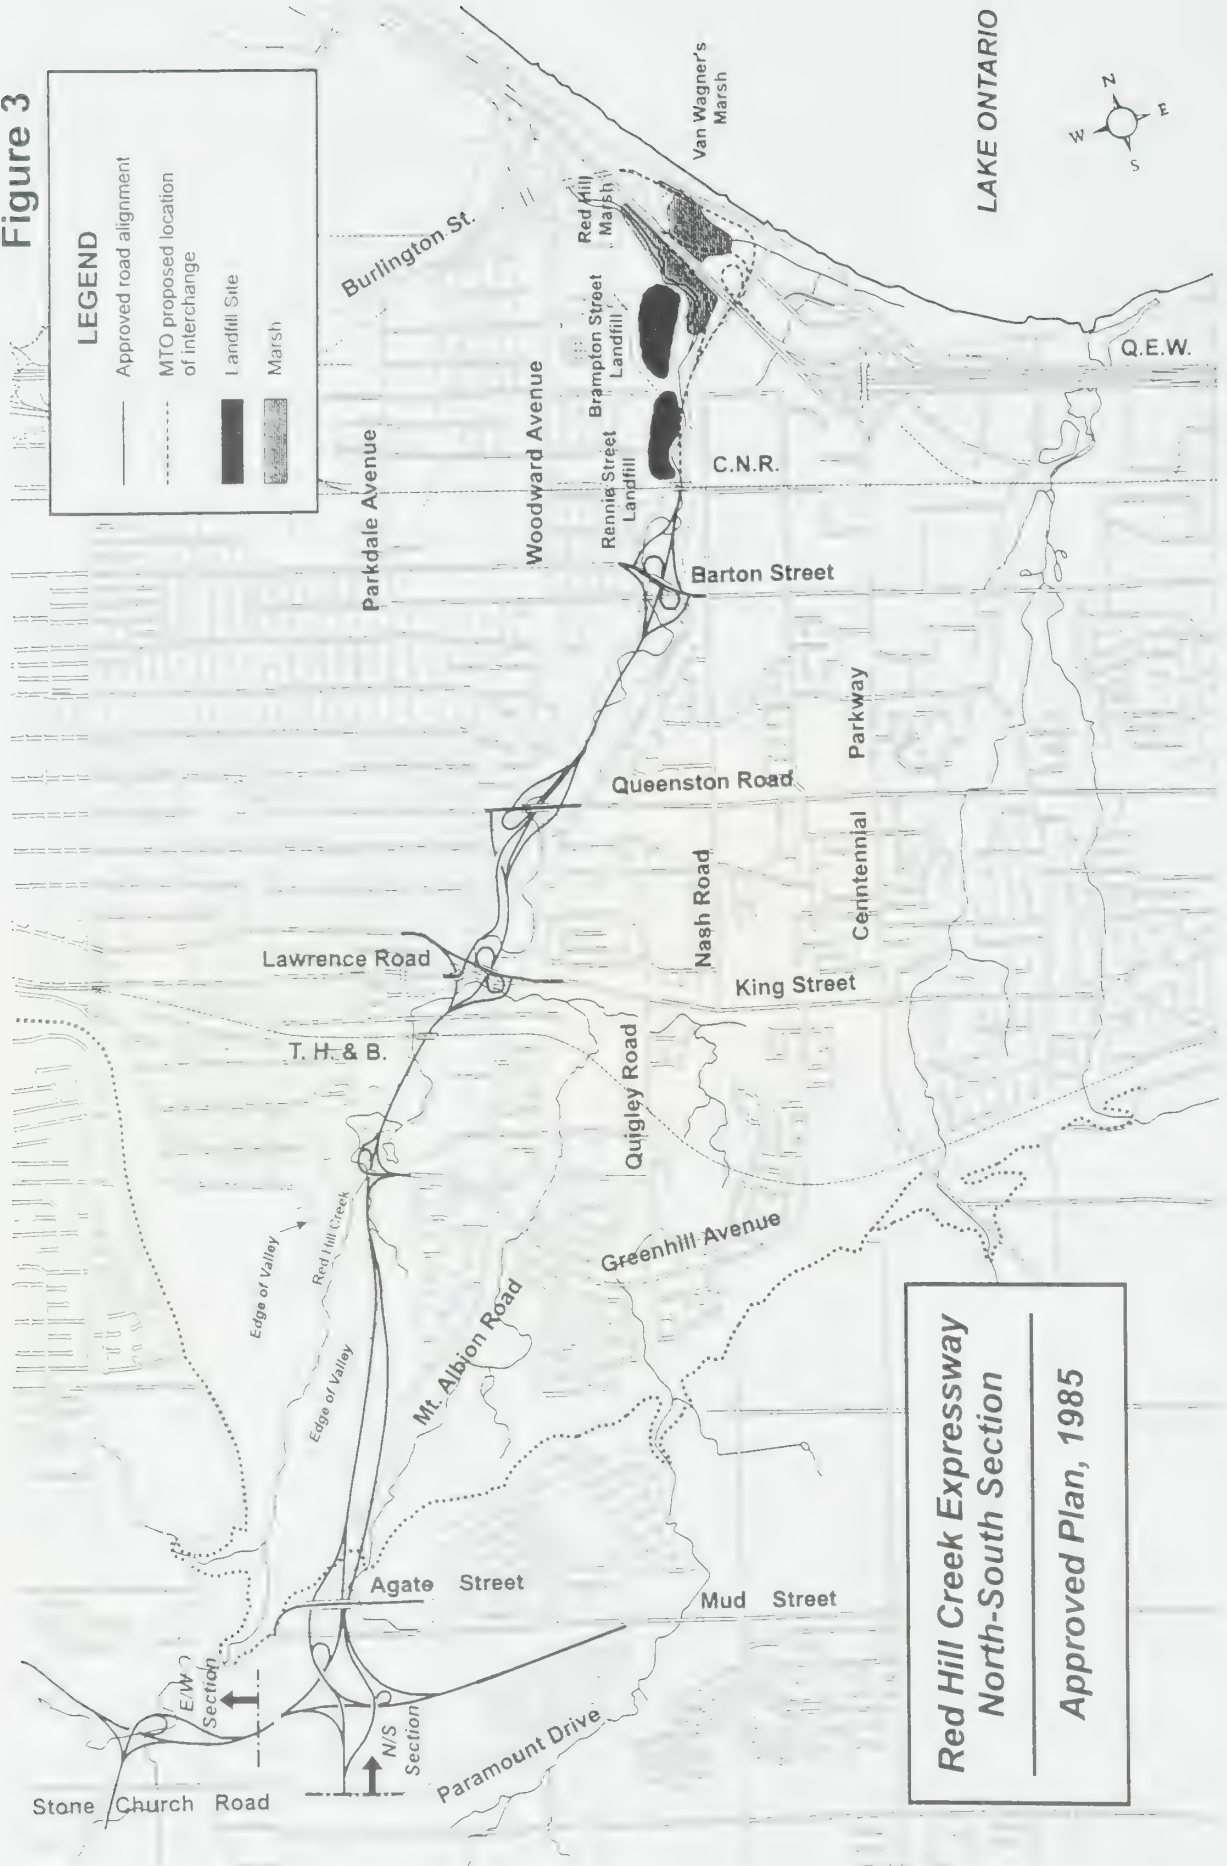 Figure 3
LEGEND
Approved road alignment
MTO proposed location
of interchange
Landfill Site
Marsh
Burlington St.
Parkdale Avenue
Woodward Avenue
Brampton Street
Landfill
Rennie Street
Landfill
Red Hill
Marsh
Van Wagner's
Marsh
LAKE ONTARIO
N
E
S
W
Q.E.W.
C.N.R.
Barton Street
Queenston Road
Parkway
Cerintennial
Nash Road
King Street
Lawrence Road
T. H. & B.
Quigley Road
Greenhill Avenue
Red Hill Creek
Edge of Valley
Edge of Valley
Mt. Albion Road
Agate Street
Mud Street
Paramount Drive
E/W
Section
N/S
Section
Stone Church Road
Red Hill Creek Expressway
North-South Section
Approved Plan, 1985